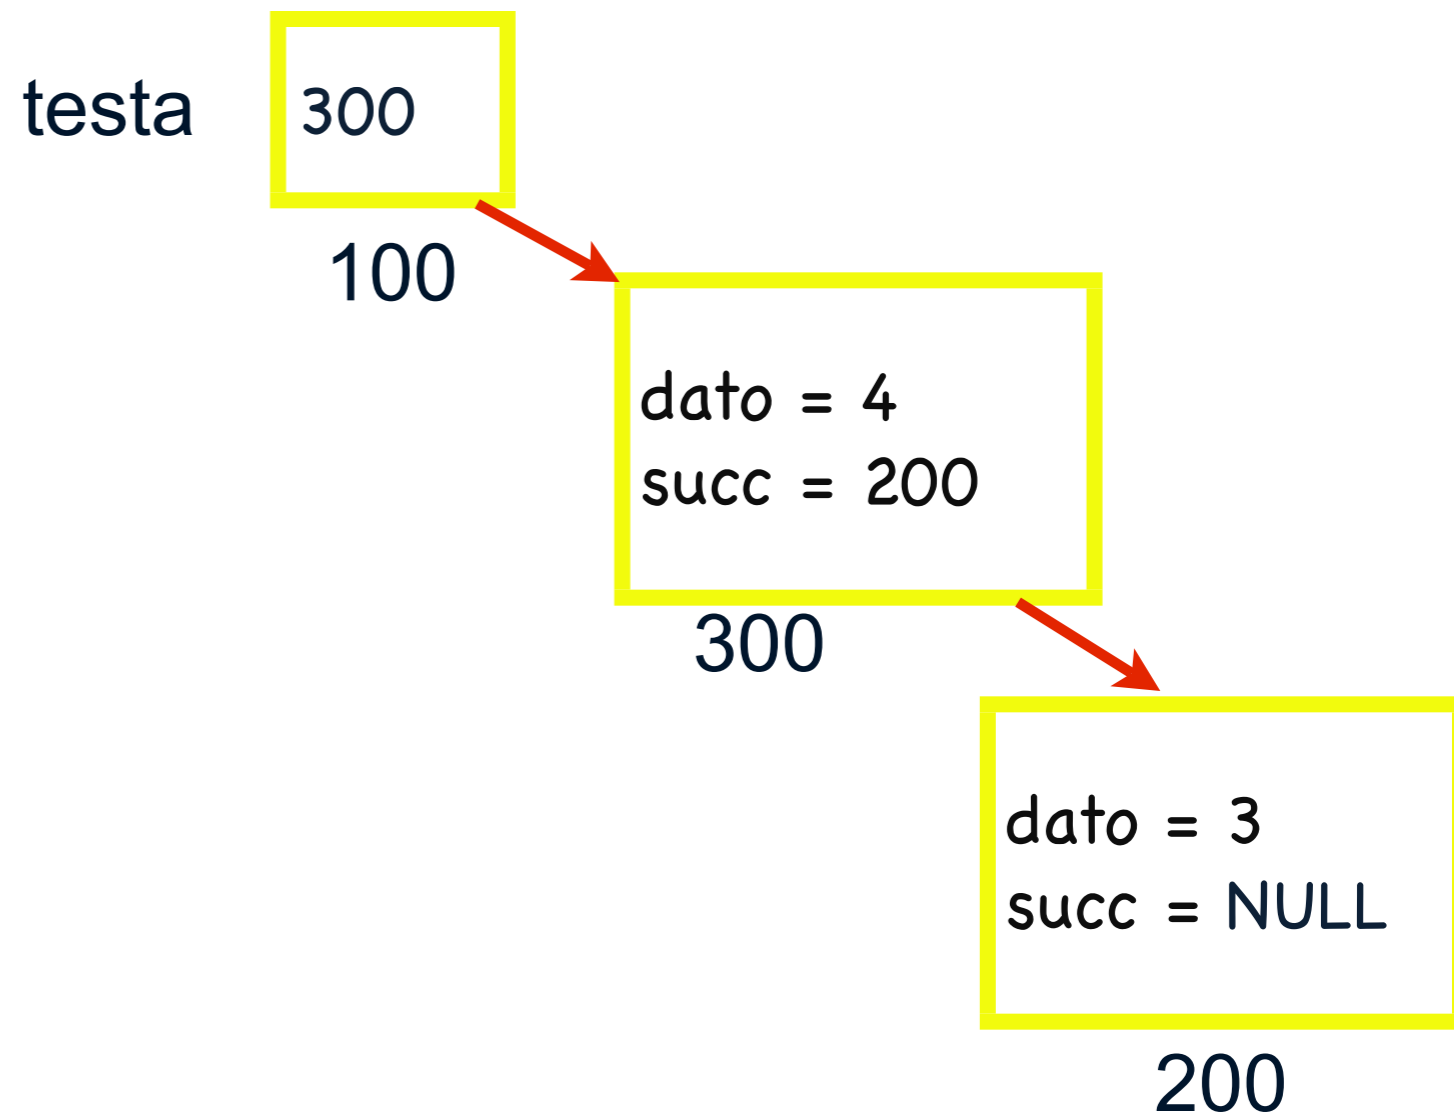 testa 300
100
dato = 4
succ = 200
300
dato = 3
succ = NULL
200